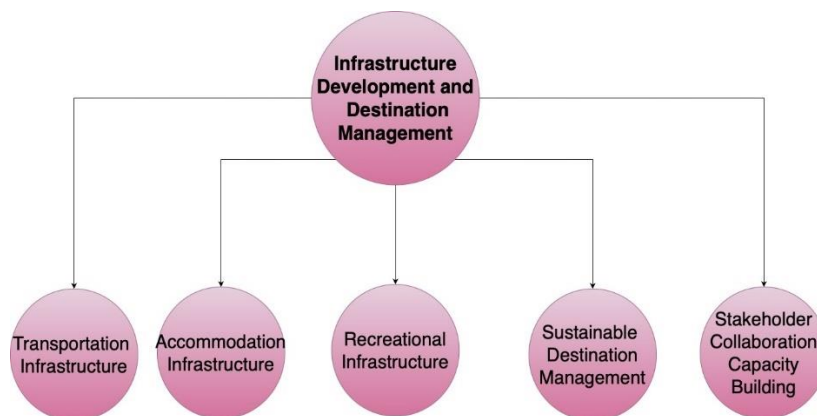 Infrastructure
Development and
Destination
Management
Transportation
Infrastructure
Accommodation
Infrastructure
Recreational
Infrastructure
Sustainable
Destination
Management
Stakeholder
Collaboration
Capacity
Building